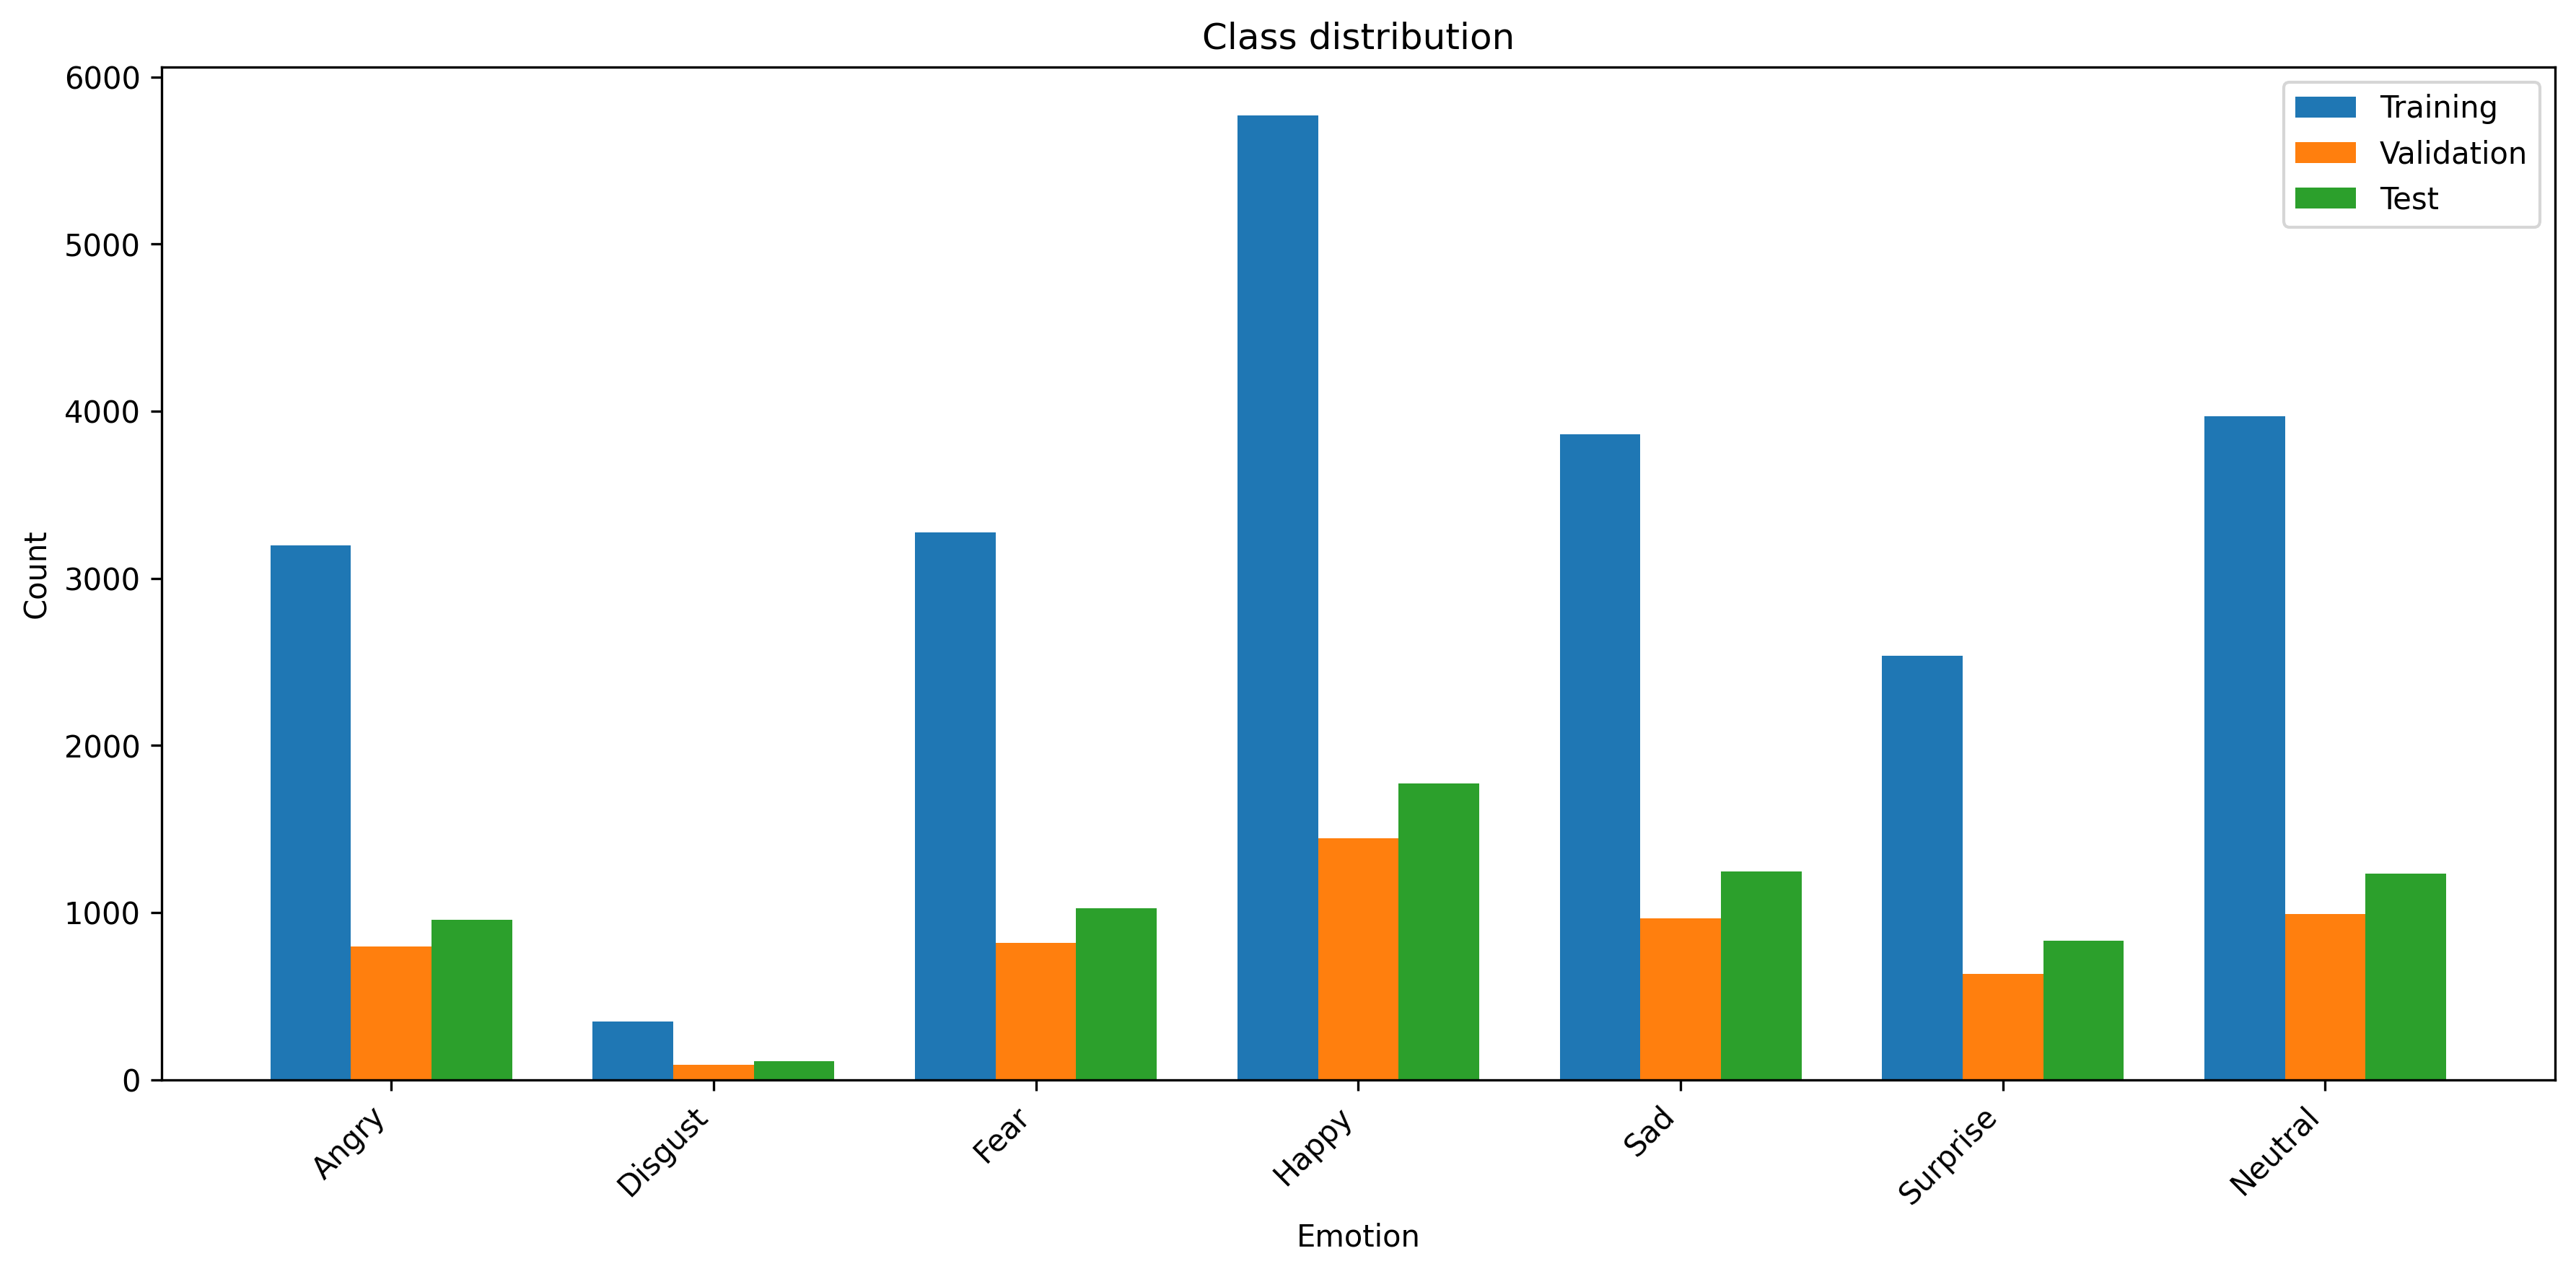 Class distribution
Training
Validation
Test
Count
6000
5000
4000
3000
2000
1000
0
Angry
Disgust
Fear
Happy
Sad
Surprise
Neutral
Emotion